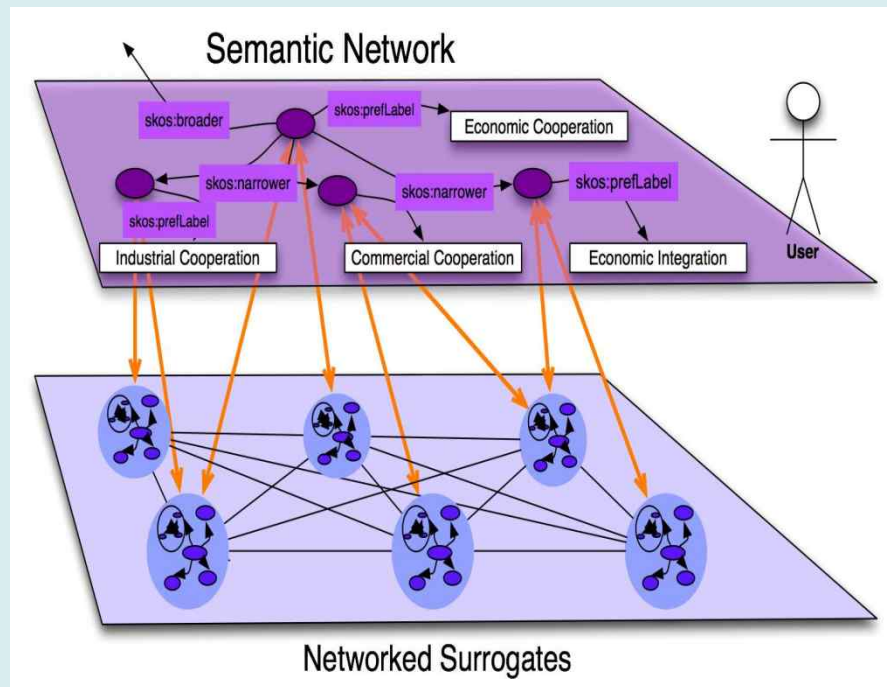 Semantic Network
skos:broader
skos:prefLabel
Economic Cooperation
skos:narrower
skos:narrower
skos:prefLabel
skos:prefLabel
Industrial Cooperation
Commercial Cooperation
Economic Integration
User
Networked Surrogates